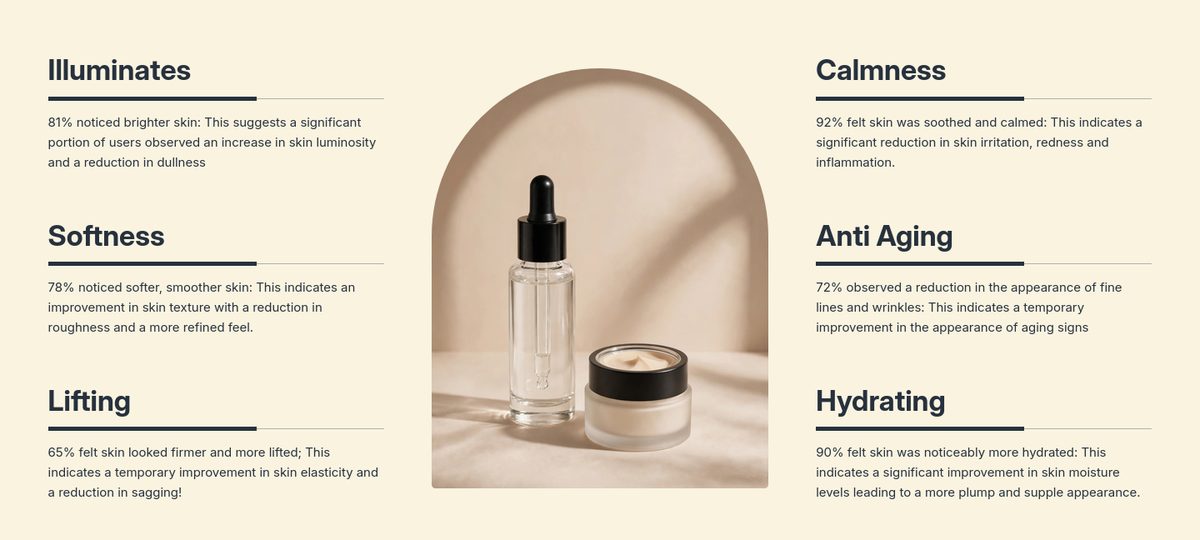 Illuminates
81% noticed brighter skin: This suggests a significant
portion of users observed an increase in skin luminosity
and a reduction in dullness
Softness
78% noticed softer, smoother skin: This indicates an
improvement in skin texture with a reduction in
roughness and a more refined feel.
Lifting
65% felt skin looked firmer and more lifted; This
indicates a temporary improvement in skin elasticity and
a reduction in sagging!
Calmness
92% felt skin was soothed and calmed: This indicates a
significant reduction in skin irritation, redness and
inflammation.
Anti Aging
72% observed a reduction in the appearance of fine
lines and wrinkles: This indicates a temporary
improvement in the appearance of aging signs
Hydrating
90% felt skin was noticeably more hydrated: This
indicates a significant improvement in skin moisture
levels leading to a more plump and supple appearance.